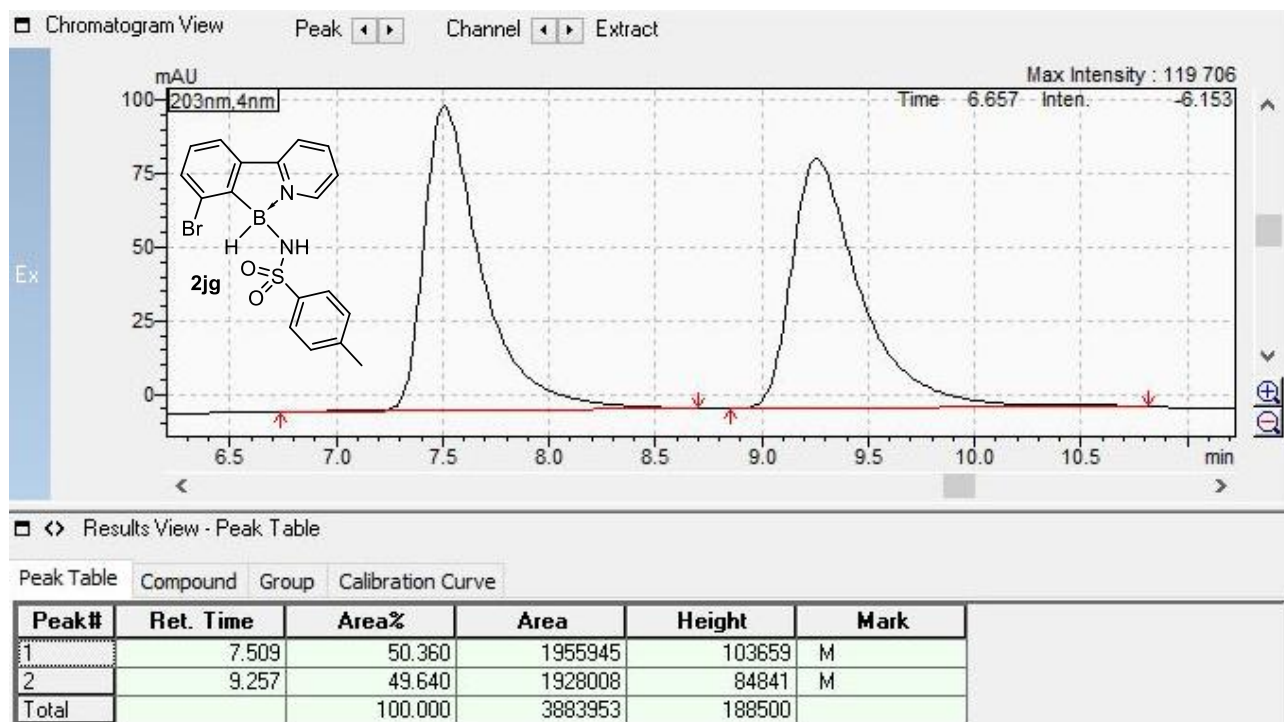 Chromatogram View Peak Channel Extract
mAU
Max Intensity : 119 706
203nm,4nm
Time 6.657 Inten. -6.153
100
75
50
25
0
N
B
Br
H
NH
O
S
O
2jg
Ex
6.5 7.0 7.5 8.0 8.5 9.0 9.5 10.0 10.5 min
Results View - Peak Table
Peak Table Compound Group Calibration Curve
Peak# Ret. Time Area% Area Height Mark
1 7.509 50.360 1955945 103659 M
2 9.257 49.640 1928008 84841 M
Total 100.000 3883953 188500